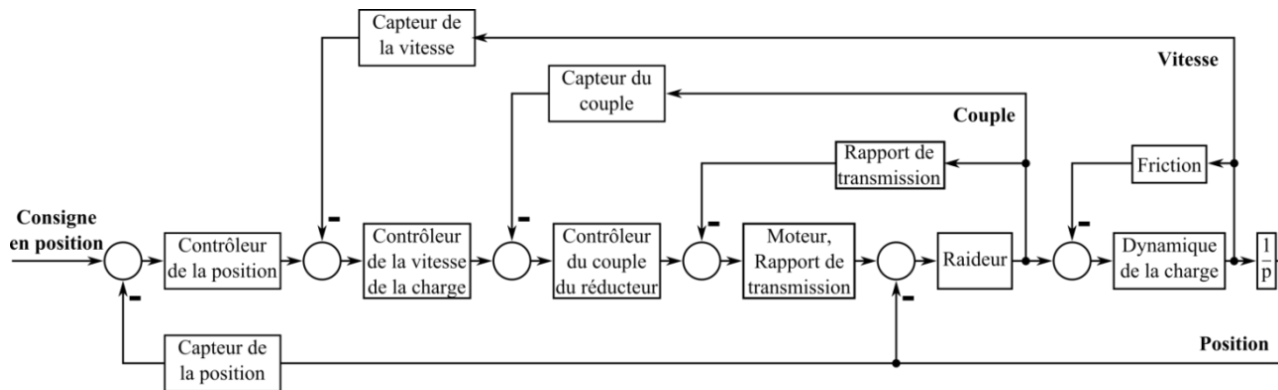 Capteur de
la vitesse
Vitesse
Capteur du
couple
Couple
Rapport de
transmission
Friction
Consigne
en position
Contrôleur
de la position
Contrôleur
de la vitesse
de la charge
Contrôleur
du couple
du réducteur
Moteur,
Rapport de
transmission
Raideur
Dynamique
de la charge
1
p
Position
Capteur de
la position